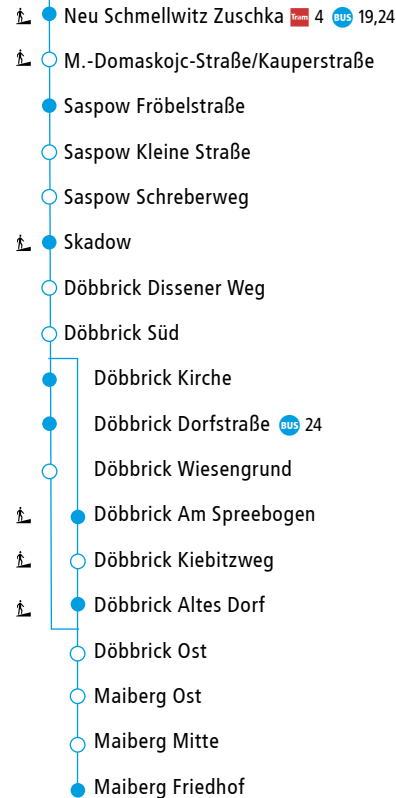 Neu Schmellwitz Zuschka Tram 4 BUS 19,24
M.-Domaskojc-Straße/Kauperstraße
Saspow Fröbelstraße
Saspow Kleine Straße
Saspow Schreberweg
Skadow
Döbbrick Dissener Weg
Döbbrick Süd
Döbbrick Kirche
Döbbrick Dorfstraße BUS 24
Döbbrick Wiesengrund
Döbbrick Am Spreebogen
Döbbrick Kiebitzweg
Döbbrick Altes Dorf
Döbbrick Ost
Maiberg Ost
Maiberg Mitte
Maiberg Friedhof